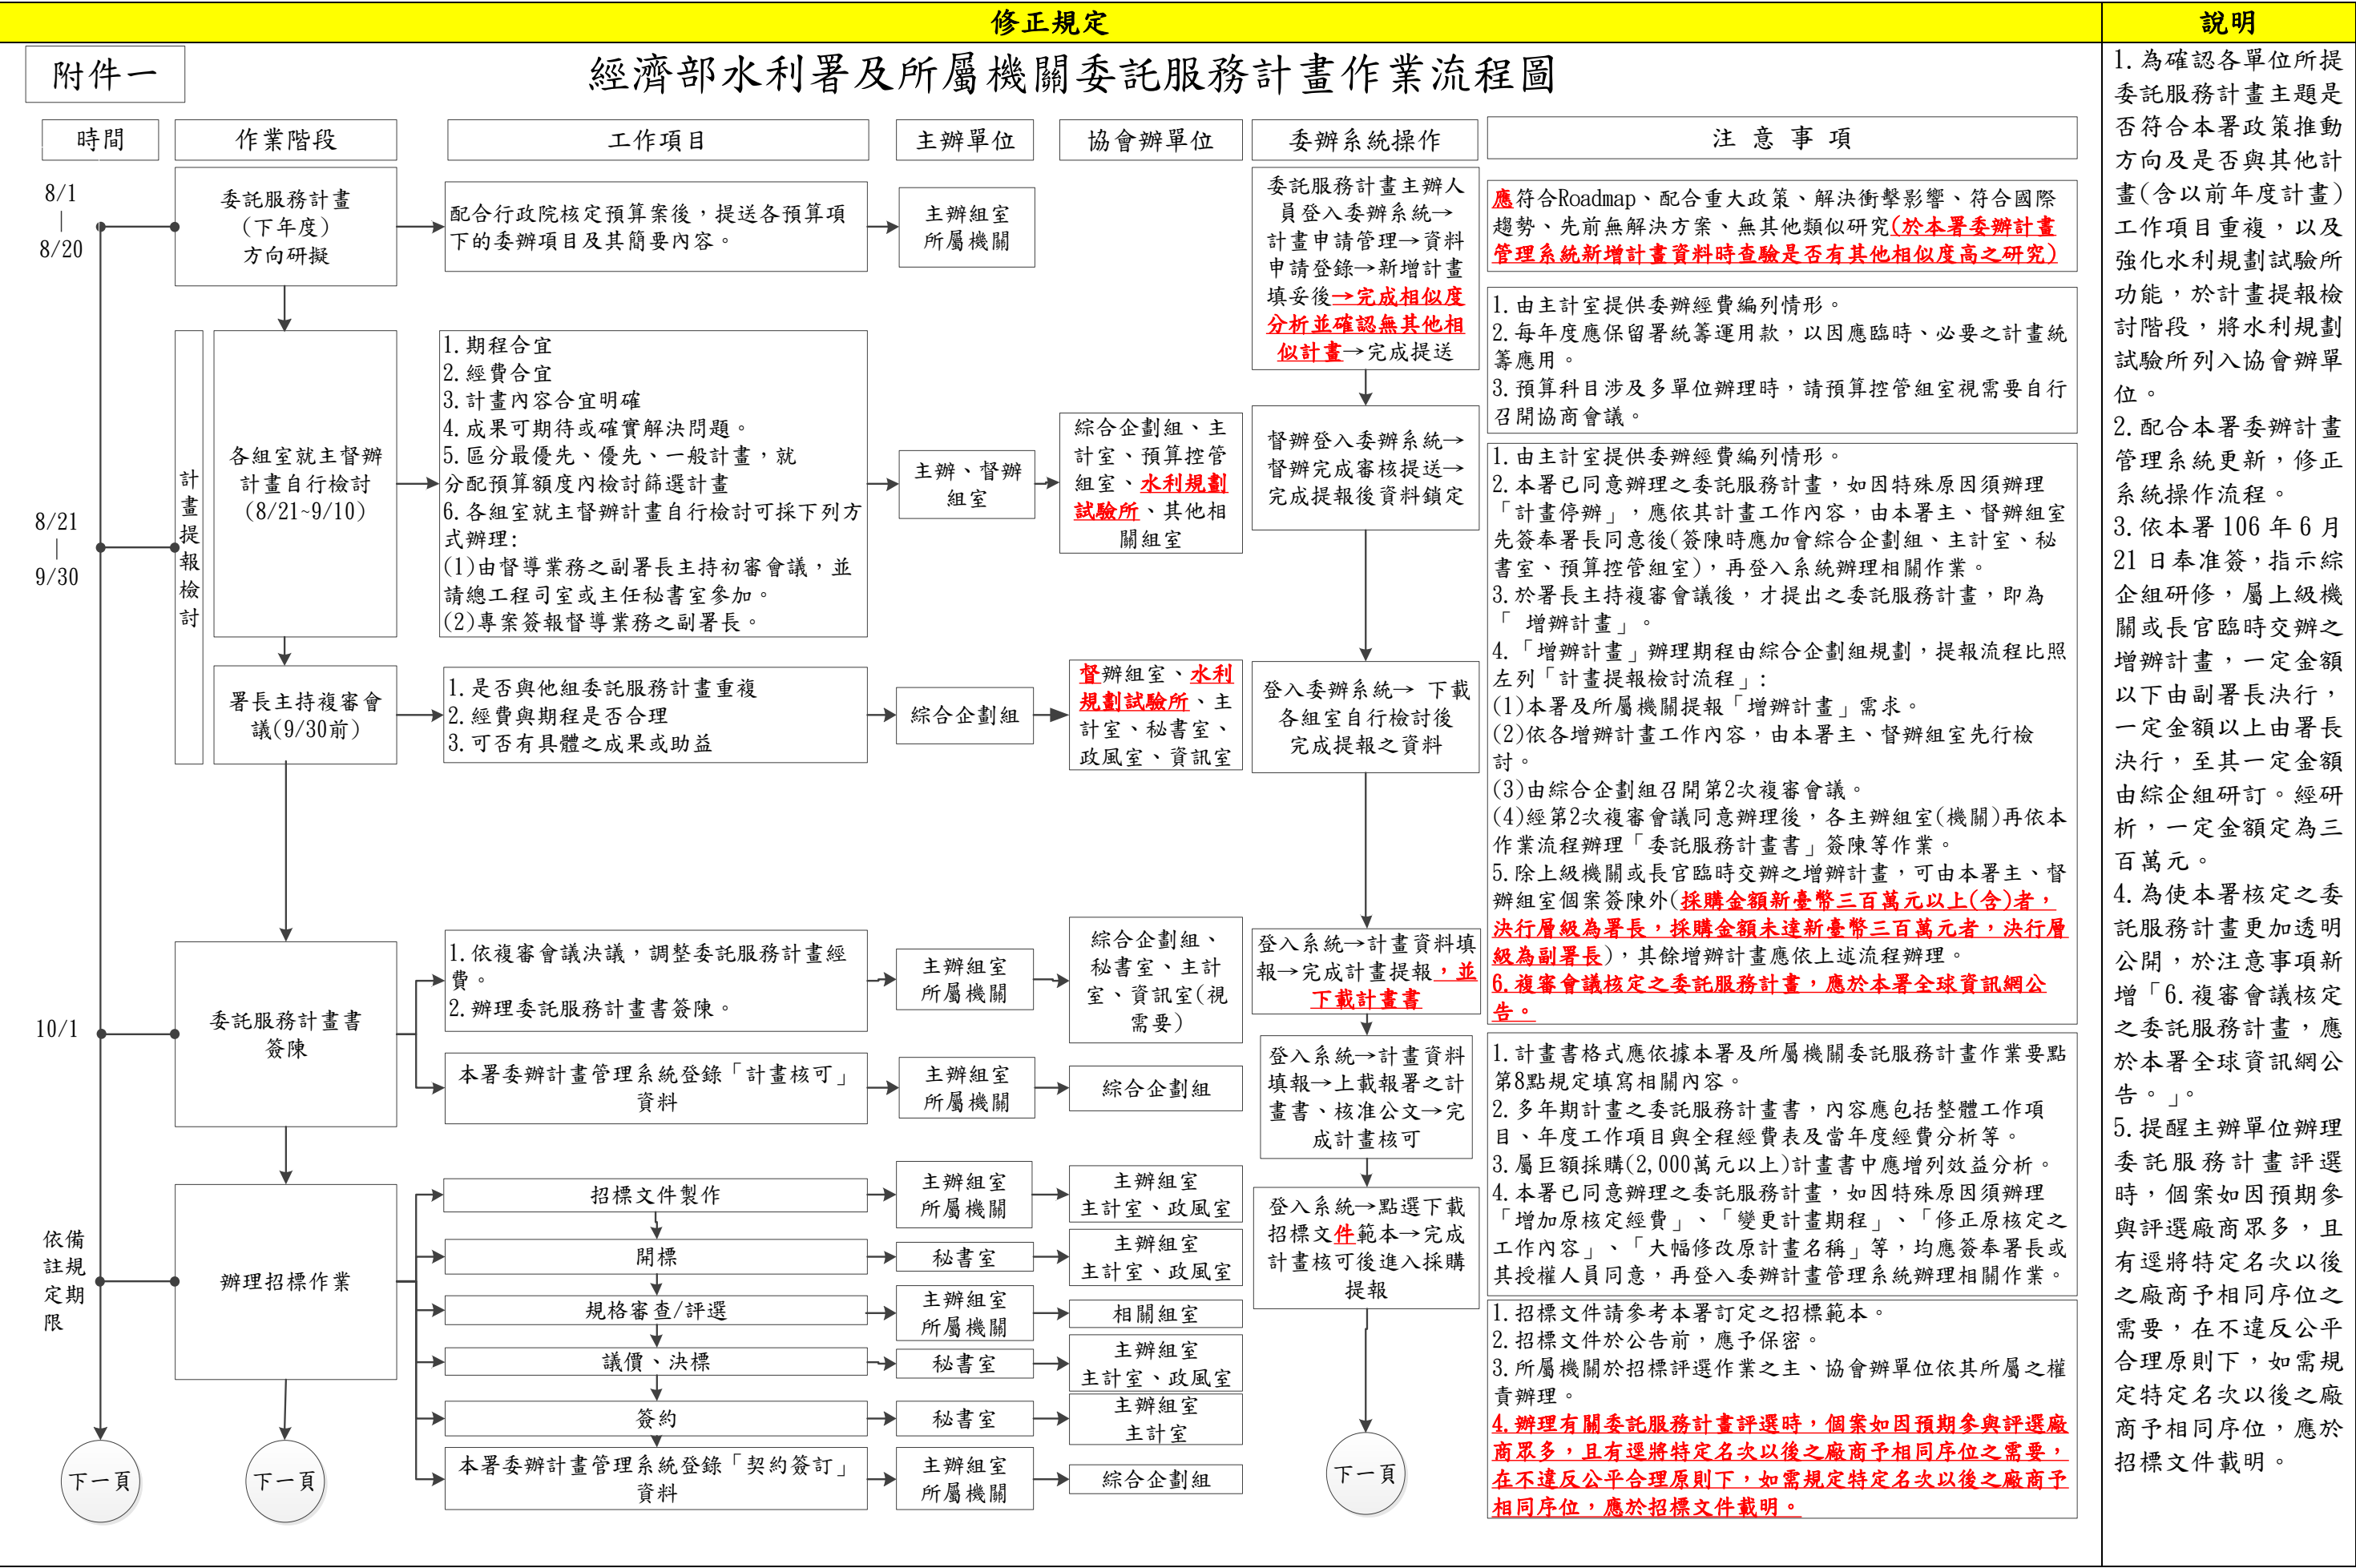 修正規定
說明
附件一
經濟部水利署及所屬機關委託服務計畫作業流程圖
時間
作業階段
工作項目
主辦單位
協會辦單位
委辦系統操作
注 意 事 項
8/1
|
8/20
委託服務計畫
(下年度)
方向研擬
配合行政院核定預算案後，提送各預算項
下的委辦項目及其簡要內容。
主辦組室
所屬機關
委託服務計畫主辦人
員登入委辦系統→
計畫申請管理→資料
申請登錄→新增計畫
填妥後→完成相似度
分析並確認無其他相
似計畫→完成提送
應符合Roadmap、配合重大政策、解決衝擊影響、符合國際
趨勢、先前無解決方案、無其他類似研究(於本署委辦計畫
管理系統新增計畫資料時查驗是否有其他相似度高之研究)
1.由主計室提供委辦經費編列情形。
2.每年度應保留署統籌運用款，以因應臨時、必要之計畫統
籌應用。
3.預算科目涉及多單位辦理時，請預算控管組室視需要自行
召開協商會議。
8/21
|
9/30
計
畫
提
報
檢
討
各組室就主督辦
計畫自行檢討
(8/21~9/10)
1.期程合宜
2.經費合宜
3.計畫內容合宜明確
4.成果可期待或確實解決問題。
5.區分最優先、優先、一般計畫，就
分配預算額度內檢討篩選計畫
6.各組室就主督辦計畫自行檢討可採下列方
式辦理:
(1)由督導業務之副署長主持初審會議，並
請總工程司室或主任秘書室參加。
(2)專案簽報督導業務之副署長。
主辦、督辦
組室
綜合企劃組、主
計室、預算控管
組室、水利規劃
試驗所、其他相
關組室
督辦登入委辦系統→
督辦完成審核提送→
完成提報後資料鎖定
1.由主計室提供委辦經費編列情形。
2.本署已同意辦理之委託服務計畫，如因特殊原因須辦理
「計畫停辦」，應依其計畫工作內容，由本署主、督辦組室
先簽奉署長同意後(簽陳時應加會綜合企劃組、主計室、秘
書室、預算控管組室)，再登入系統辦理相關作業。
3.於署長主持複審會議後，才提出之委託服務計畫，即為
「 增辦計畫」。
4.「增辦計畫」辦理期程由綜合企劃組規劃，提報流程比照
左列「計畫提報檢討流程」:
(1)本署及所屬機關提報「增辦計畫」需求。
(2)依各增辦計畫工作內容，由本署主、督辦組室先行檢
討。
(3)由綜合企劃組召開第2次複審會議。
(4)經第2次複審會議同意辦理後，各主辦組室(機關)再依本
作業流程辦理「委託服務計畫書」簽陳等作業。
5.除上級機關或長官臨時交辦之增辦計畫，可由本署主、督
辦組室個案簽陳外(採購金額新臺幣三百萬元以上(含)者，
決行層級為署長，採購金額未達新臺幣三百萬元者，決行層
級為副署長)，其餘增辦計畫應依上述流程辦理。
6.複審會議核定之委託服務計畫，應於本署全球資訊網公
告。
署長主持複審會
議(9/30前)
1.是否與他組委託服務計畫重複
2.經費與期程是否合理
3.可否有具體之成果或助益
綜合企劃組
督辦組室、水利
規劃試驗所、主
計室、秘書室、
政風室、資訊室
登入委辦系統→ 下載
各組室自行檢討後
完成提報之資料
10/1
委託服務計畫書
簽陳
1.依複審會議決議，調整委託服務計畫經
費。
2.辦理委託服務計畫書簽陳。
主辦組室
所屬機關
綜合企劃組、
秘書室、主計
室、資訊室(視
需要)
登入系統→計畫資料填
報→完成計畫提報，並
下載計畫書
本署委辦計畫管理系統登錄「計畫核可」
資料
主辦組室
所屬機關
綜合企劃組
登入系統→計畫資料
填報→上載報署之計
畫書、核准公文→完
成計畫核可
1.計畫書格式應依據本署及所屬機關委託服務計畫作業要點
第8點規定填寫相關內容。
2.多年期計畫之委託服務計畫書，內容應包括整體工作項
目、年度工作項目與全程經費表及當年度經費分析等。
3.屬巨額採購(2,000萬元以上)計畫書中應增列效益分析。
4.本署已同意辦理之委託服務計畫，如因特殊原因須辦理
「增加原核定經費」、「變更計畫期程」、「修正原核定之
工作內容」、「大幅修改原計畫名稱」等，均應簽奉署長或
其授權人員同意，再登入委辦計畫管理系統辦理相關作業。
依備
註規
定期
限
辦理招標作業
招標文件製作
主辦組室
所屬機關
主辦組室
主計室、政風室
開標
秘書室
主辦組室
主計室、政風室
規格審查/評選
主辦組室
所屬機關
相關組室
議價、決標
秘書室
主辦組室
主計室、政風室
簽約
秘書室
主辦組室
主計室
本署委辦計畫管理系統登錄「契約簽訂」
資料
主辦組室
所屬機關
綜合企劃組
登入系統→點選下載
招標文件範本→完成
計畫核可後進入採購
提報
1.招標文件請參考本署訂定之招標範本。
2.招標文件於公告前，應予保密。
3.所屬機關於招標評選作業之主、協會辦單位依其所屬之權
責辦理。
4.辦理有關委託服務計畫評選時，個案如因預期參與評選廠
商眾多，且有逕將特定名次以後之廠商予相同序位之需要，
在不違反公平合理原則下，如需規定特定名次以後之廠商予
相同序位，應於招標文件載明。
下一頁
下一頁
下一頁
1.為確認各單位所提
委託服務計畫主題是
否符合本署政策推動
方向及是否與其他計
畫(含以前年度計畫)
工作項目重複，以及
強化水利規劃試驗所
功能，於計畫提報檢
討階段，將水利規劃
試驗所列入協會辦單
位。
2.配合本署委辦計畫
管理系統更新，修正
系統操作流程。
3.依本署 106 年 6 月
21 日奉准簽，指示綜
企組研修，屬上級機
關或長官臨時交辦之
增辦計畫，一定金額
以下由副署長決行，
一定金額以上由署長
決行，至其一定金額
由綜企組研訂。經研
析，一定金額定為三
百萬元。
4.為使本署核定之委
託服務計畫更加透明
公開，於注意事項新
增「6.複審會議核定
之委託服務計畫，應
於本署全球資訊網公
告。」。
5.提醒主辦單位辦理
委託服務計畫評選
時，個案如因預期參
與評選廠商眾多，且
有逕將特定名次以後
之廠商予相同序位之
需要，在不違反公平
合理原則下，如需規
定特定名次以後之廠
商予相同序位，應於
招標文件載明。